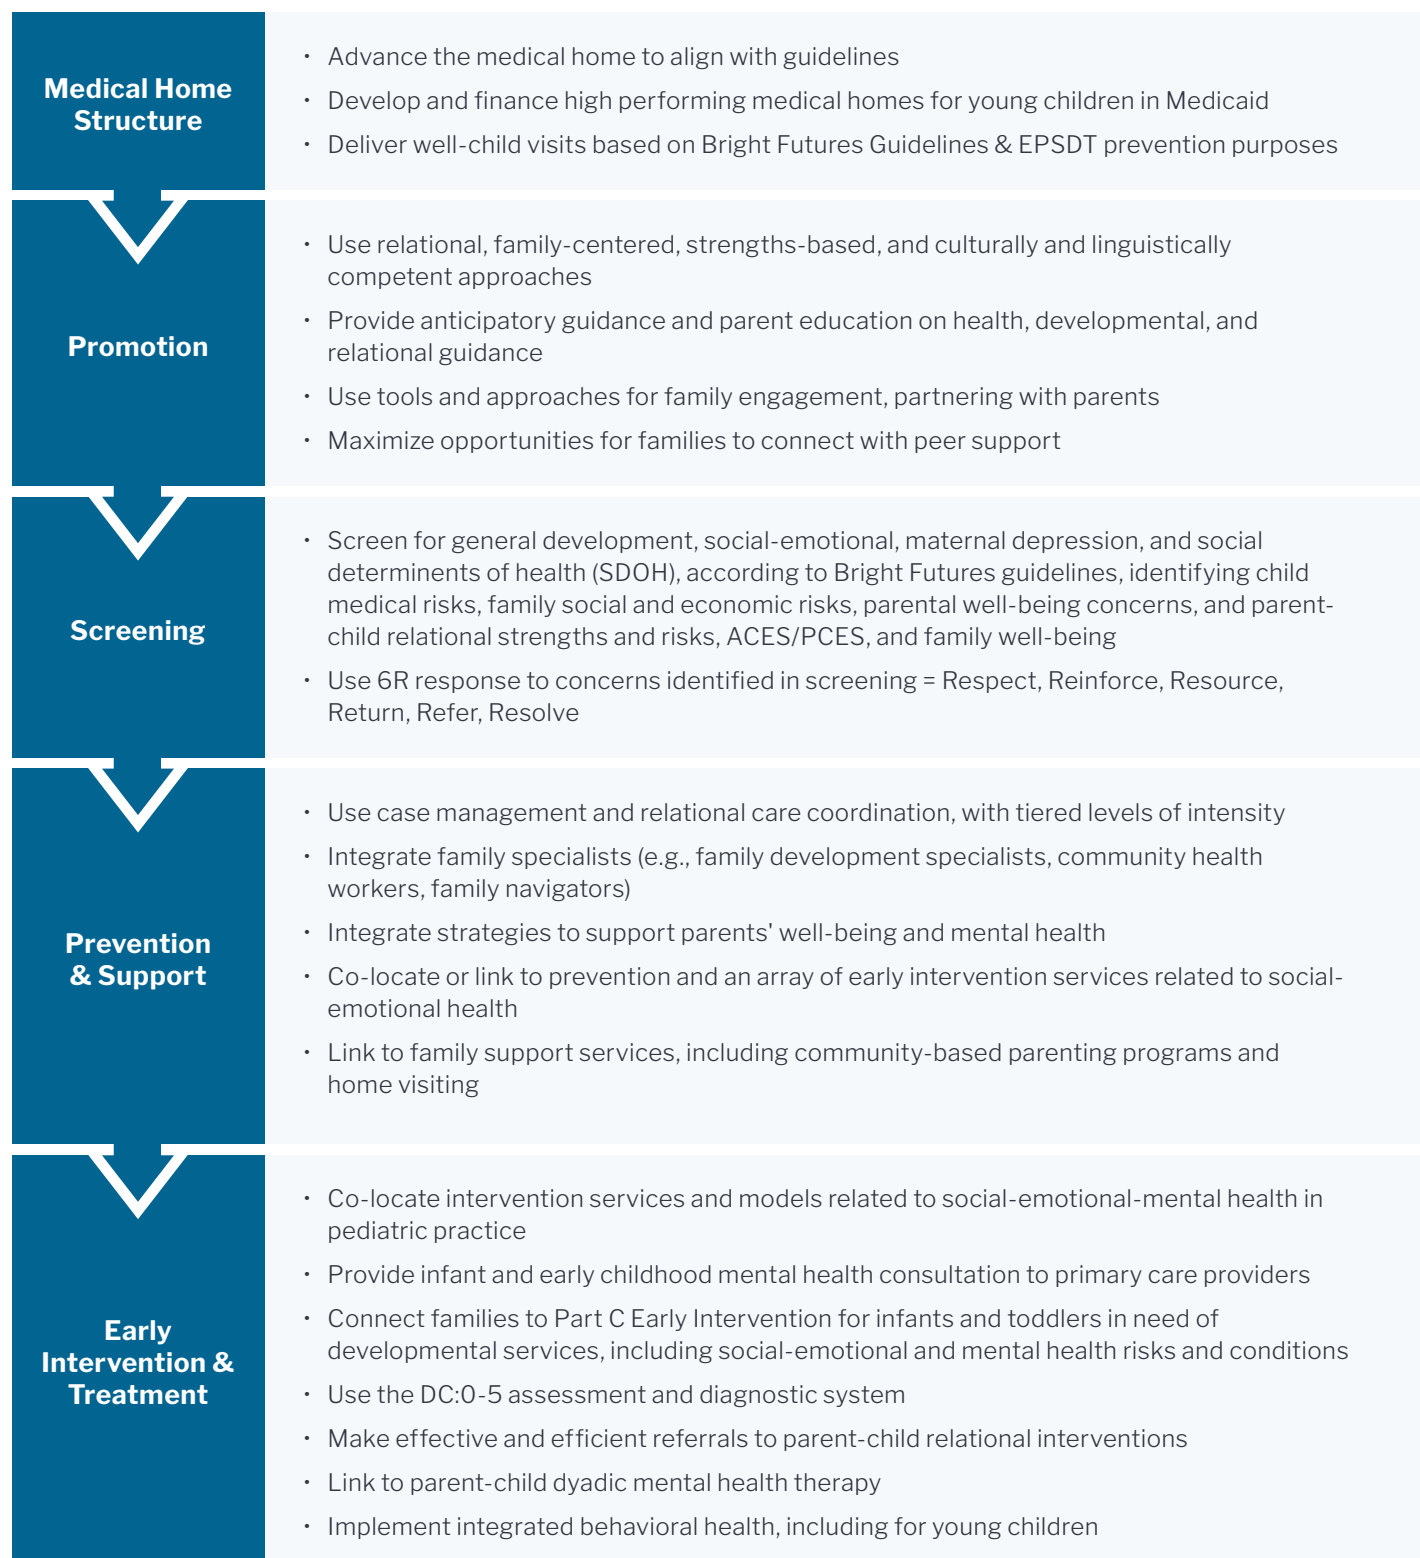 Medical Home
Structure
• Advance the medical home to align with guidelines
• Develop and finance high performing medical homes for young children in Medicaid
• Deliver well-child visits based on Bright Futures Guidelines & EPSDT prevention purposes
Promotion
• Use relational, family-centered, strengths-based, and culturally and linguistically
competent approaches
• Provide anticipatory guidance and parent education on health, developmental, and
relational guidance
• Use tools and approaches for family engagement, partnering with parents
• Maximize opportunities for families to connect with peer support
Screening
• Screen for general development, social-emotional, maternal depression, and social
determinents of health (SDOH), according to Bright Futures guidelines, identifying child
medical risks, family social and economic risks, parental well-being concerns, and parent-
child relational strengths and risks, ACES/PCES, and family well-being
• Use 6R response to concerns identified in screening = Respect, Reinforce, Resource,
Return, Refer, Resolve
Prevention
& Support
• Use case management and relational care coordination, with tiered levels of intensity
• Integrate family specialists (e.g., family development specialists, community health
workers, family navigators)
• Integrate strategies to support parents' well-being and mental health
• Co-locate or link to prevention and an array of early intervention services related to social-
emotional health
• Link to family support services, including community-based parenting programs and
home visiting
Early
Intervention &
Treatment
• Co-locate intervention services and models related to social-emotional-mental health in
pediatric practice
• Provide infant and early childhood mental health consultation to primary care providers
• Connect families to Part C Early Intervention for infants and toddlers in need of
developmental services, including social-emotional and mental health risks and conditions
• Use the DC:0-5 assessment and diagnostic system
• Make effective and efficient referrals to parent-child relational interventions
• Link to parent-child dyadic mental health therapy
• Implement integrated behavioral health, including for young children